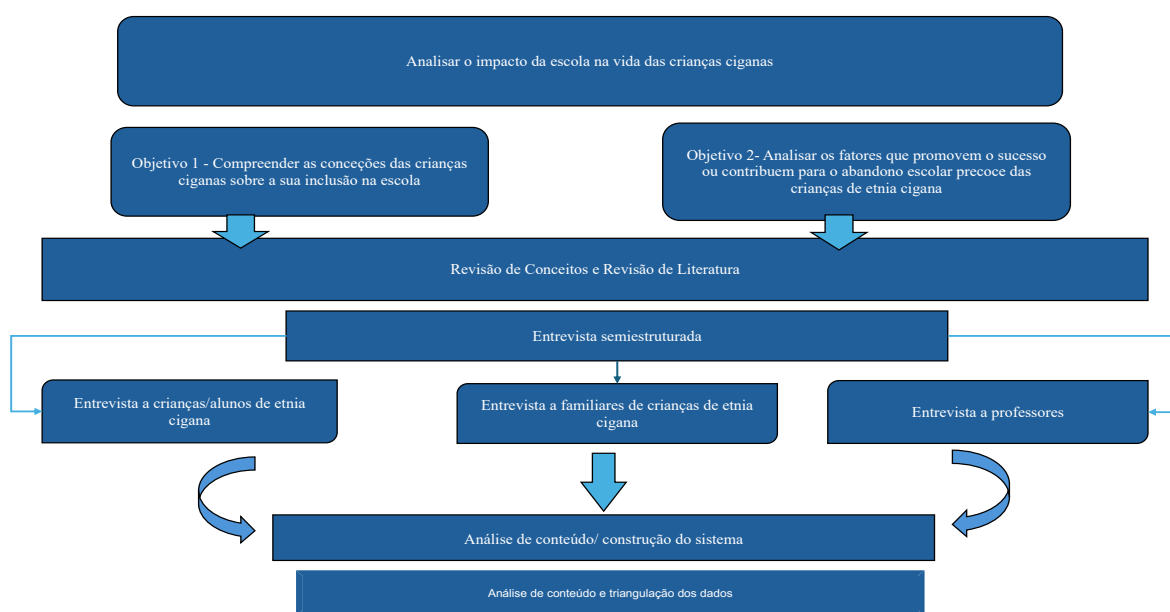 Analisar o impacto da escola na vida das crianças ciganas
Objetivo 1 - Compreender as conceções das crianças
ciganas sobre a sua inclusão na escola
Objetivo 2- Analisar os fatores que promovem o sucesso
ou contribuem para o abandono escolar precoce das
crianças de etnia cigana
Revisão de Conceitos e Revisão de Literatura
Entrevista semiestruturada
Entrevista a crianças/alunos de etnia
cigana
Entrevista a familiares de crianças de etnia
cigana
Entrevista a professores
Análise de conteúdo/ construção do sistema
Análise de conteúdo e triangulação dos dados